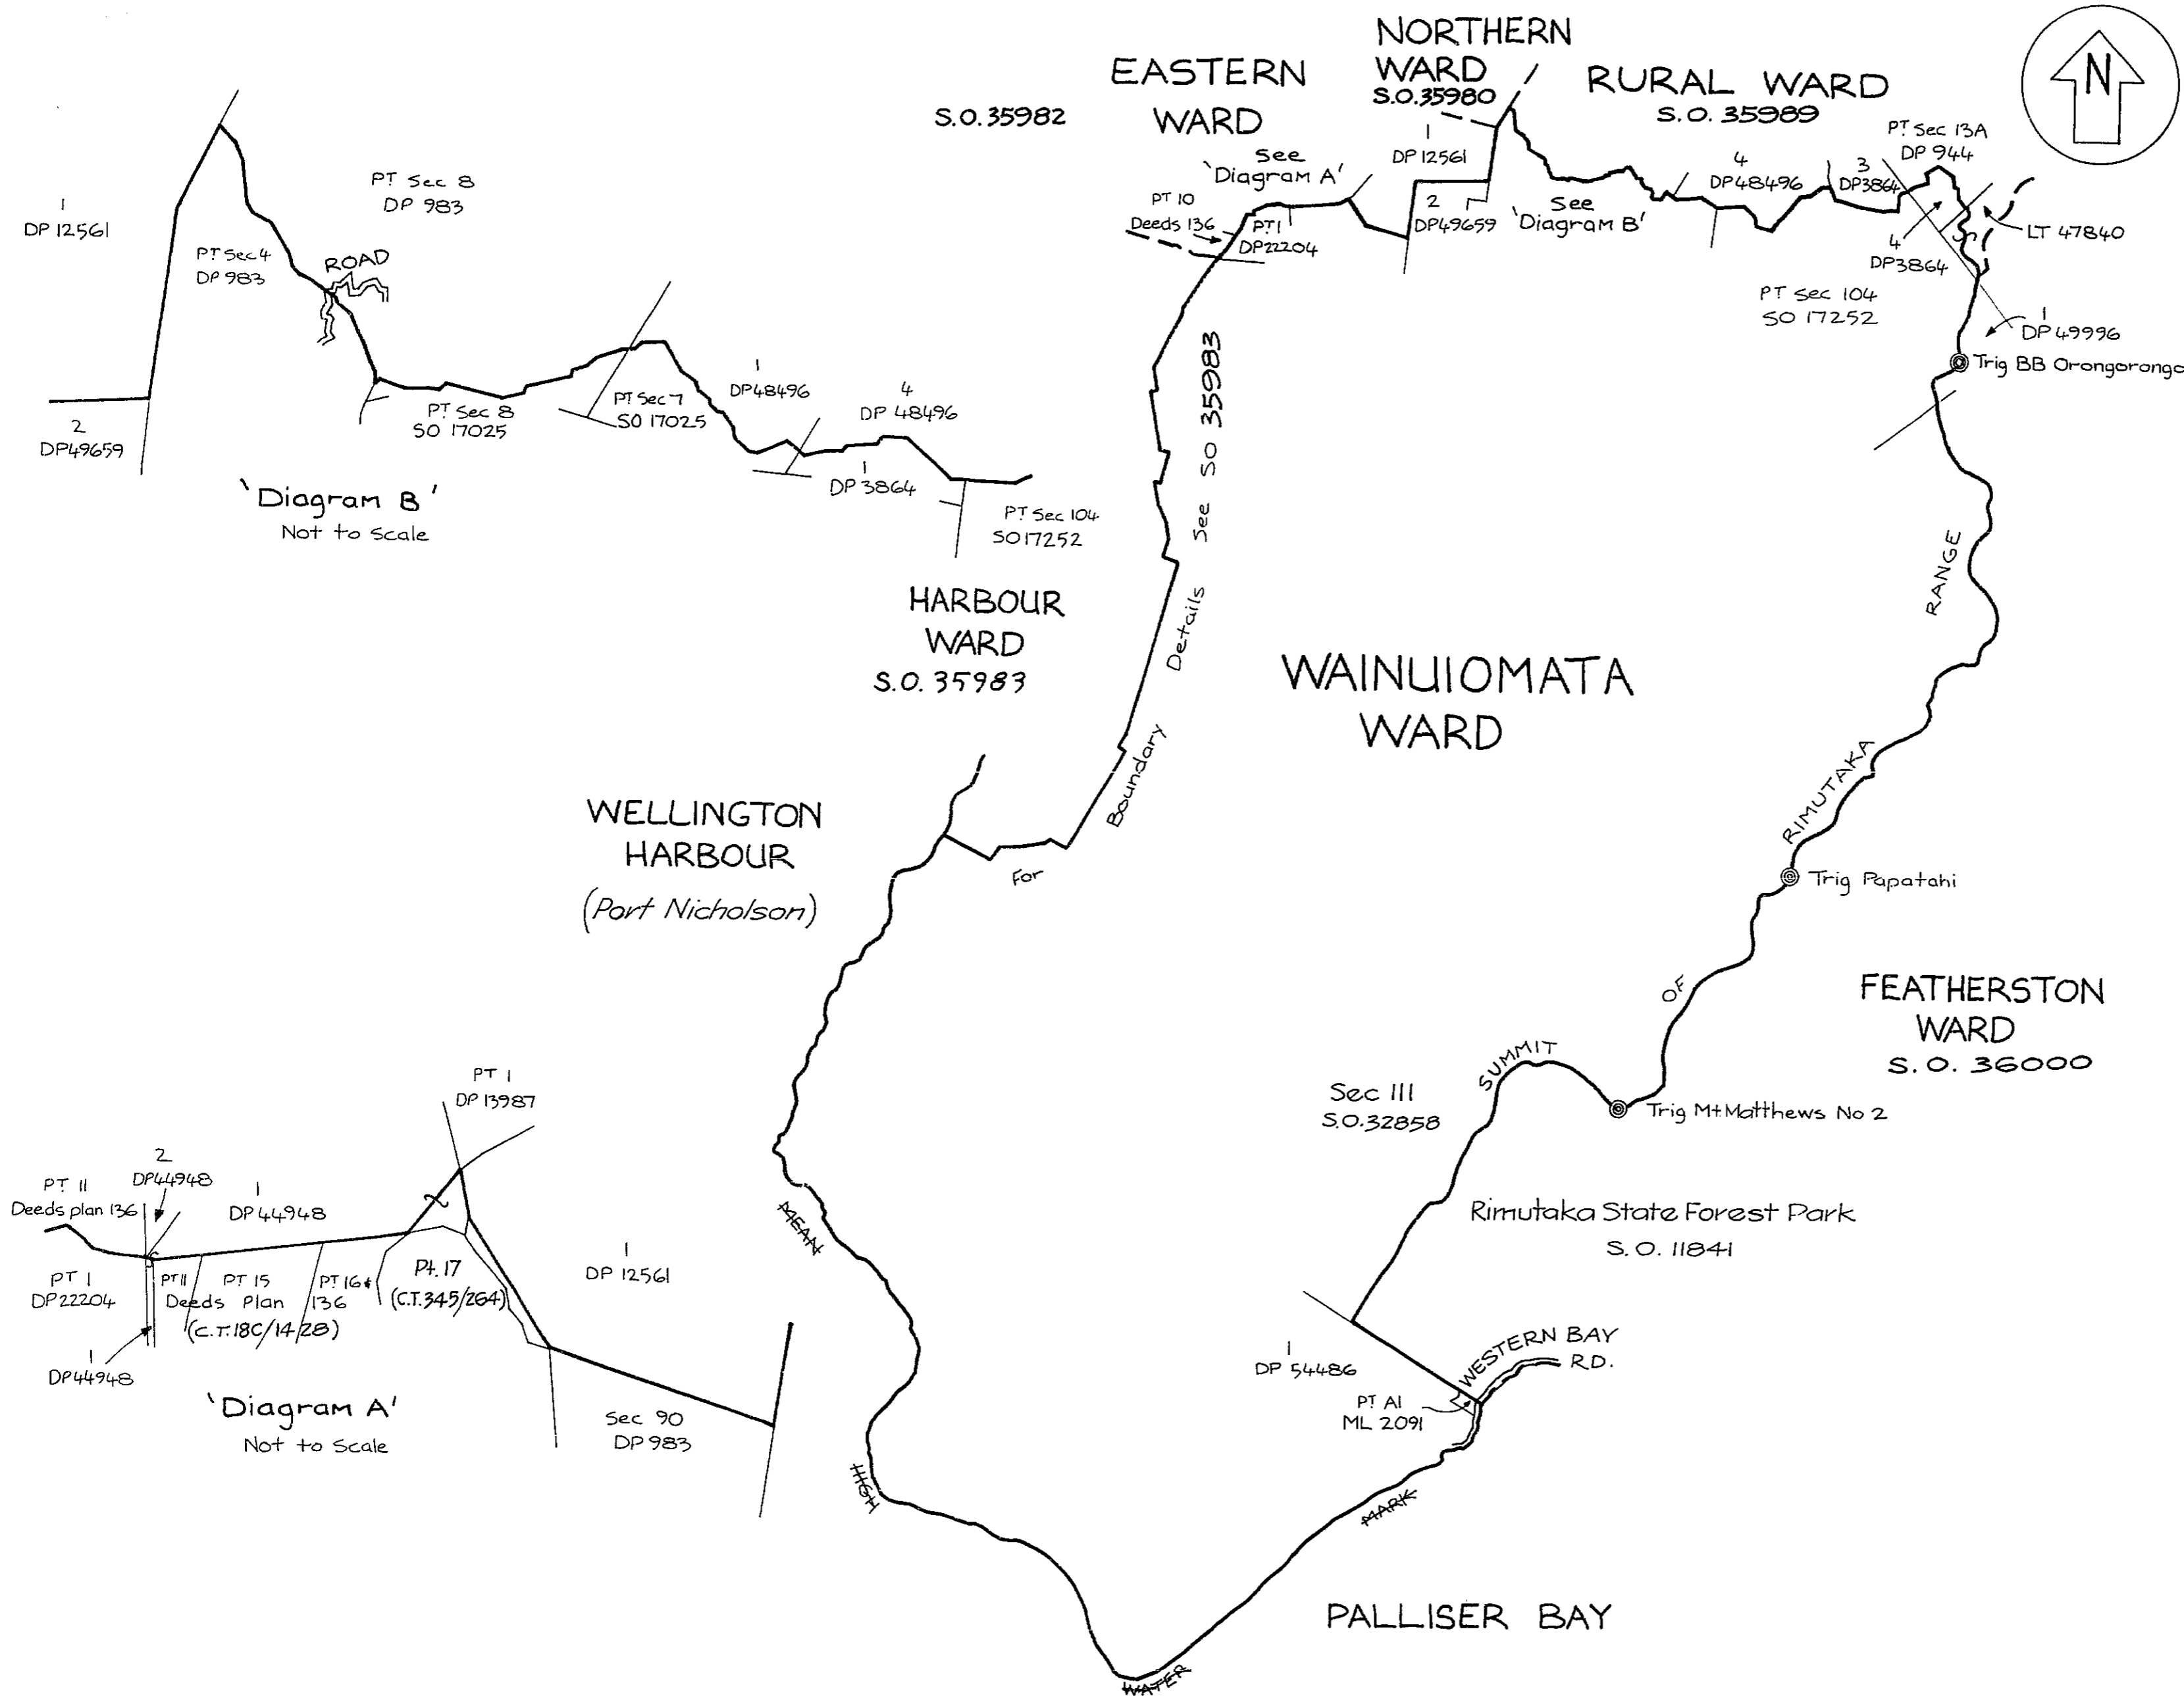 NORTHERN
WARD
S.O.35980
EASTERN
WARD
S.O.35982
RURAL WARD
S.O. 35989
N
PT Sec 13A
DP 944
1
DP 12561
See
'Diagram A'
4
DP48496
3
DP3864
PT 10
Deeds 136
PT1
DP22204
2
DP49659
See
'Diagram B'
LT 47840
4
DP3864
PT Sec 104
SO 17252
1
DP 49996
Trig BB Orongorongo
1
DP 12561
PT Sec 8
DP 983
PT Sec 4
DP 983
ROAD
2
DP49659
PT Sec 8
SO 17025
PT Sec 7
SO 17025
1
DP48496
4
DP 48496
1
DP 3864
PT Sec 104
SO17252
'Diagram B'
Not to Scale
HARBOUR
WARD
S.O. 35983
For Boundary Details See SO 35983
WAINUIOMATA
WARD
WELLINGTON
HARBOUR
(Port Nicholson)
SUMMIT OF RIMUTAKA RANGE
Trig Papatahi
FEATHERSTON
WARD
S.O. 36000
Trig Mt Matthews No 2
Sec 111
S.O.32858
Rimutaka State Forest Park
S.O. 11841
WESTERN BAY
RD.
1
DP 54486
PT A1
ML 2091
PT 1
DP 13987
PT 11
Deeds plan 136
2
DP44948
1
DP44948
PT 1
DP22204
PT 11
PT 15
PT 16 &
Deeds Plan 136
(C.T.18C/1428)
Pt. 17
(C.T.345/264)
1
DP 12561
1
DP44948
Sec 90
DP 983
'Diagram A'
Not to Scale
MEAN HIGH WATER MARK
PALLISER BAY